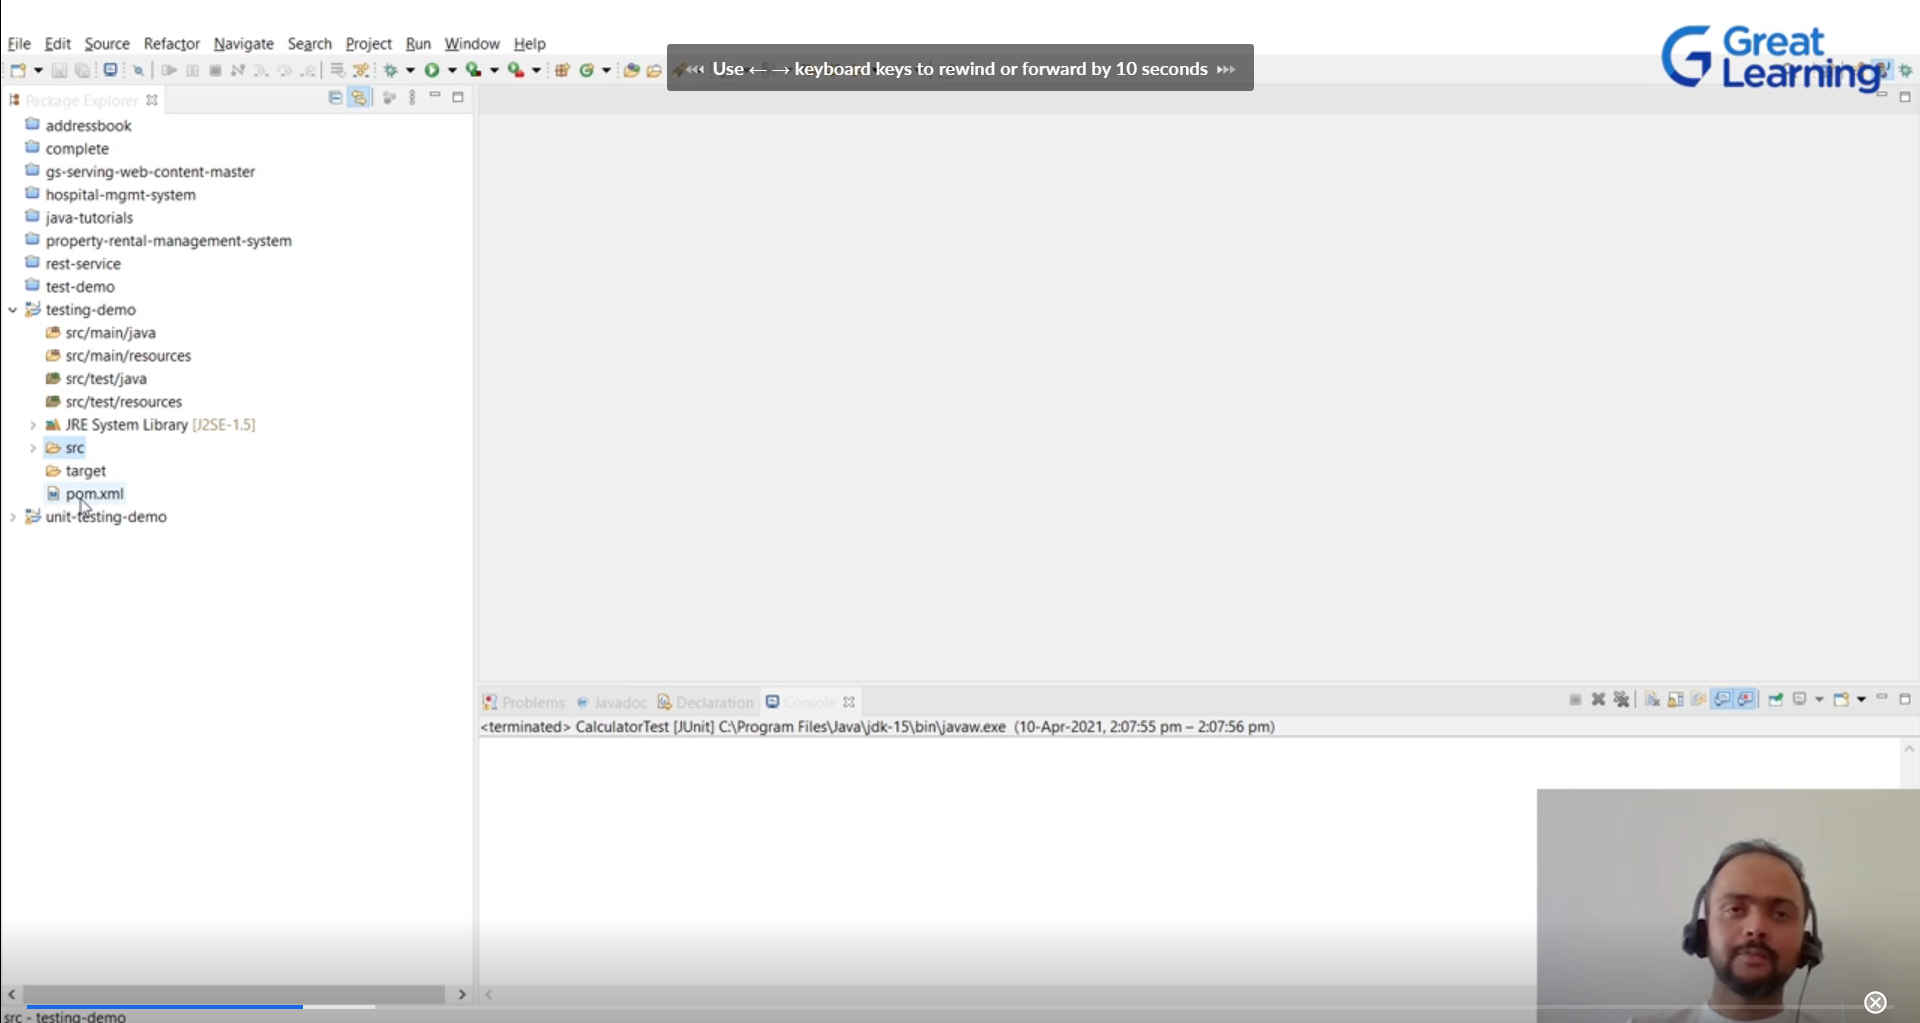 File Edit Source Refactor Navigate Search Project Run Window Help
Great
Learning
Use ← → keyboard keys to rewind or forward by 10 seconds
Package Explorer
addressbook
complete
gs-serving-web-content-master
hospital-mgmt-system
java-tutorials
property-rental-management-system
rest-service
test-demo
testing-demo
src/main/java
src/main/resources
src/test/java
src/test/resources
JRE System Library [J2SE-1.5]
src
target
pom.xml
unit-testing-demo
Problems Javadoc Declaration Console
<terminated> CalculatorTest [JUnit] C:\Program Files\Java\jdk-15\bin\javaw.exe (10-Apr-2021, 2:07:55 pm – 2:07:56 pm)
src - testing-demo